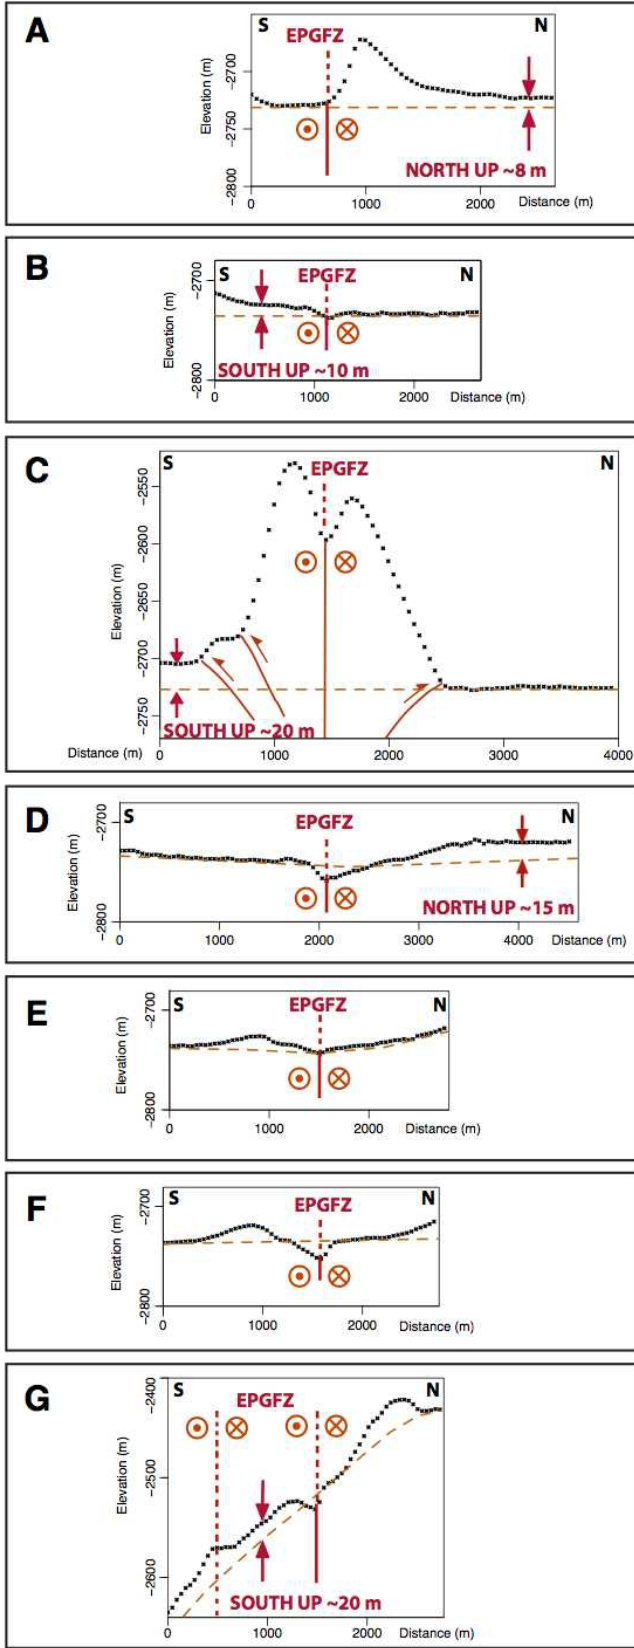 A
S N
EPGFZ
Elevation (m)
-2700
-2750
-2800
NORTH UP ~8 m
0 1000 2000 Distance (m)
B
S EPGFZ N
Elevation (m)
-2700
-2800
SOUTH UP ~10 m
0 1000 2000 Distance (m)
C
S EPGFZ N
Elevation (m)
-2550
-2600
-2650
-2700
-2750
SOUTH UP ~20 m
Distance (m) 0 1000 2000 3000 4000
D
S EPGFZ N
Elevation (m)
-2700
-2800
NORTH UP ~15 m
0 1000 2000 4000 Distance (m)
E
S EPGFZ N
Elevation (m)
-2700
-2800
0 1000 2000 Distance (m)
F
S EPGFZ N
Elevation (m)
-2700
-2800
0 1000 2000 Distance (m)
G
S EPGFZ N
Elevation (m)
-2400
-2500
-2600
SOUTH UP ~20 m
0 1000 2000 Distance (m)